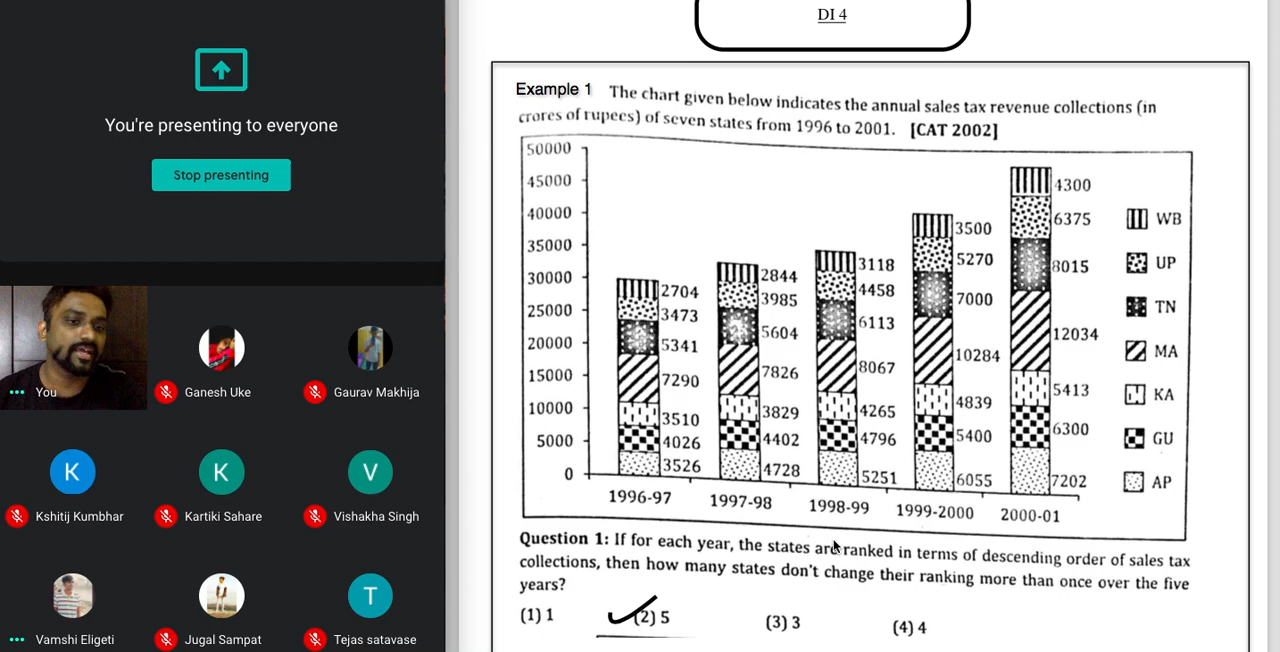 You're presenting to everyone
Stop presenting
You
Ganesh Uke
Gaurav Makhija
K
K
V
Kshitij Kumbhar
Kartiki Sahare
Vishakha Singh
T
Vamshi Eligeti
Jugal Sampat
Tejas satavase
DI 4
Example 1 The chart given below indicates the annual sales tax revenue collections (in
crores of rupees) of seven states from 1996 to 2001. [CAT 2002]
50000
45000
40000
35000
30000
25000
20000
15000
10000
5000
0
2704
3473
5341
7290
3510
4026
3526
2844
3985
5604
7826
3829
4402
4728
3118
4458
6113
8067
4265
4796
5251
3500
5270
7000
10284
4839
5400
6055
4300
6375
8015
12034
5413
6300
7202
WB
UP
TN
MA
KA
GU
AP
1996-97 1997-98 1998-99 1999-2000 2000-01
Question 1: If for each year, the states are ranked in terms of descending order of sales tax
collections, then how many states don't change their ranking more than once over the five
years?
(1) 1 (2) 5 (3) 3 (4) 4